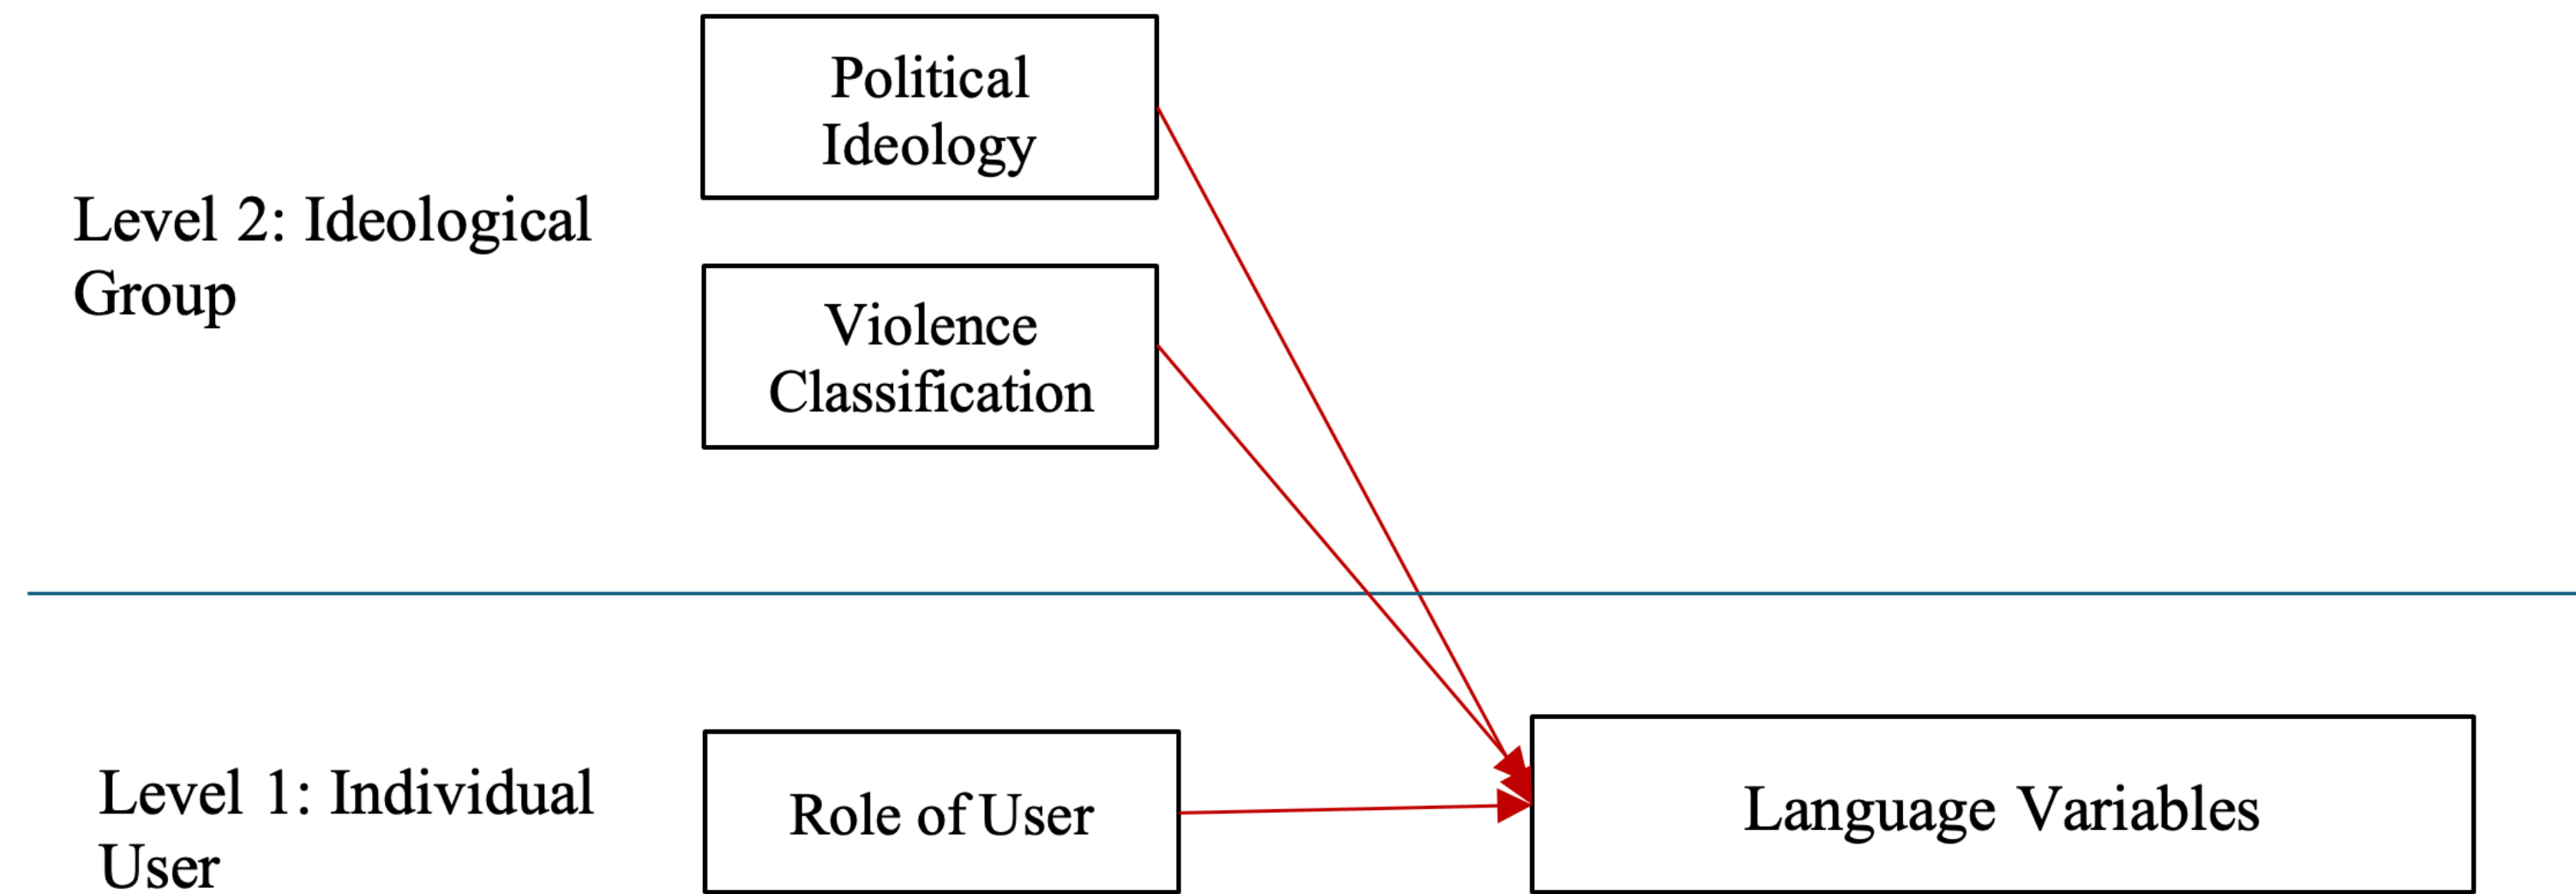 Political
Ideology
Level 2: Ideological
Group
Violence
Classification
Level 1: Individual
User
Role of User
Language Variables